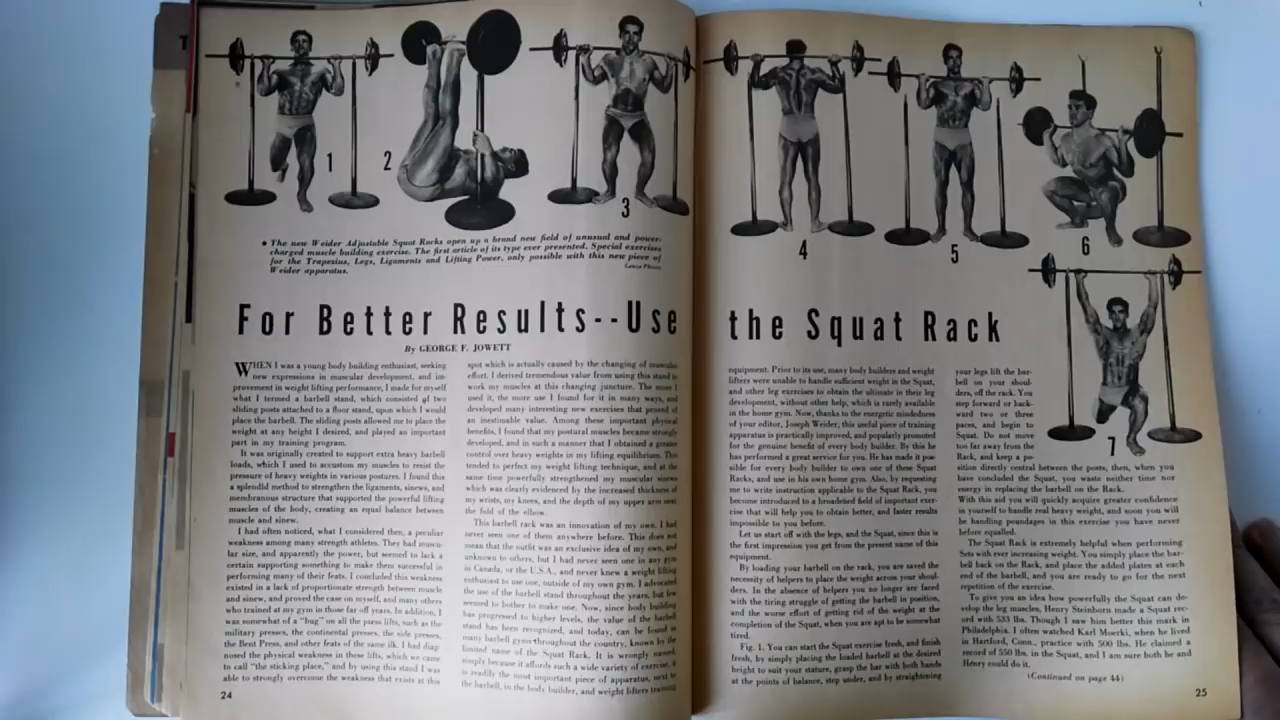 T
1
2
3
4
5
6
7
• The new Weider Adjustable Squat Racks open up a brand new field of unusual and power-
charged muscle building exercise. The first article of its type ever presented. Special exercises
for the Trapezius, Legs, Ligaments and Lifting Power, only possible with this new piece of
Weider apparatus.
For Better Results--Use the Squat Rack
By GEORGE F. JOWETT
WHEN I was a young body building enthusiast, seeking
new expressions in muscular development, and im-
provement in weight lifting performance, I made for myself
what I termed a barbell stand, which consisted of two
sliding posts attached to a floor stand, upon which I would
place the barbell. The sliding posts allowed me to place the
weight at any height I desired, and played an important
part in my training program.
It was originally created to support extra heavy barbell
loads, which I used to accustom my muscles to resist the
pressure of heavy weights in various postures. I found this
a splendid method to strengthen the ligaments, sinews, and
membranous structure that supported the powerful lifting
muscles of the body, creating an equal balance between
muscle and sinew.
I had often noticed, what I considered then, a peculiar
weakness among many strength athletes. They had muscu-
lar size, and apparently the power, but seemed to lack a
certain supporting something to make them successful in
performing many of their feats. I concluded this weakness
existed in a lack of proportionate strength between muscle
and sinew, and proved the case on myself, and many others
who trained at my gym in those far off years. In addition, I
was somewhat of a "bug" on all the press lifts, such as the
military presses, the continental presses, the side presses,
the Bent Press, and other feats of the same ilk. I had diag-
nosed the physical weakness in these lifts, which we came
to call "the sticking place," and by using this stand I was
able to strongly overcome the weakness that exists at this
spot which is actually caused by the changing of muscular
effort. I derived tremendous value from using this stand to
work my muscles at this changing juncture. The more I
used it, the more use I found for it in many ways, and
developed many interesting new exercises that proved of
an inestimable value. Among these important physical
benefits, I found that my postural muscles became strongly
developed, and in such a manner that I obtained a greater
control over heavy weights in my lifting equilibrium. This
tended to perfect my weight lifting technique, and at the
same time powerfully strengthened my muscular sinews
which was clearly evidenced by the increased thickness of
my wrists, my knees, and the depth of my upper arm near
the fold of the elbow.
This barbell rack was an innovation of my own. I had
never seen one of them anywhere before. This does not
mean that the outfit was an exclusive idea of my own, and
unknown to others, but I had never seen one in any gym
in Canada, or the U.S.A., and never knew a weight lifting
enthusiast to use one, outside of my own gym. I advocated
the use of the barbell stand throughout the years, but few
seemed to bother to make one. Now, since body building
has progressed to higher levels, the value of the barbell
stand has been recognized, and today, can be found in
many barbell gyms throughout the country, known by the
limited name of the Squat Rack. It is wrongly named,
simply because it affords such a wide variety of exercise, it
is readily the most important piece of apparatus, next to
the barbell, in the body builder, and weight lifters training
24
equipment. Prior to its use, many body builders and weight
lifters were unable to handle sufficient weight in the Squat,
and other leg exercises to obtain the ultimate in their leg
development, without other help, which is rarely available
in the home gym. Now, thanks to the energetic mindedness
of your editor, Joseph Weider, this useful piece of training
apparatus is practically improved, and popularly promoted
for the genuine benefit of every body builder. By this he
has performed a great service for you. He has made it pos-
sible for every body builder to own one of these Squat
Racks, and use in his own home gym. Also, by requesting
me to write instruction applicable to the Squat Rack, you
become introduced to a broadened field of important exer-
cise that will help you to obtain better, and faster results
impossible to you before.
Let us start off with the legs, and the Squat, since this is
the first impression you get from the present name of this
equipment.
By loading your barbell on the rack, you are saved the
necessity of helpers to place the weight across your shoul-
ders. In the absence of helpers you no longer are faced
with the tiring struggle of getting the barbell in position,
and the worse effort of getting rid of the weight at the
completion of the Squat, when you are apt to be somewhat
tired.
Fig. 1. You can start the Squat exercise fresh, and finish
fresh, by simply placing the loaded barbell at the desired
height to suit your stature, grasp the bar with both hands
at the points of balance, step under, and by straightening
your legs lift the bar-
bell on your shoul-
ders, off the rack. You
step forward or back-
ward two or three
paces, and begin to
Squat. Do not move
too far away from the
Rack, and keep a po-
sition directly central between the posts, then, when you
have concluded the Squat, you waste neither time nor
energy in replacing the barbell on the Rack.
With this aid you will quickly acquire greater confidence
in yourself to handle real heavy weight, and soon you will
be handling poundages in this exercise you have never
before equalled.
The Squat Rack is extremely helpful when performing
Sets with ever increasing weight. You simply place the bar-
bell back on the Rack, and place the added plates at each
end of the barbell, and you are ready to go for the next
repetition of the exercise.
To give you an idea how powerfully the Squat can de-
velop the leg muscles, Henry Steinborn made a Squat rec-
ord with 533 lbs. Though I saw him better this mark in
Philadelphia. I often watched Karl Moerki, when he lived
in Hartford, Conn., practice with 500 lbs. He claimed a
record of 550 lbs. in the Squat, and I am sure both he and
Henry could do it.
(Continued on page 44)
25